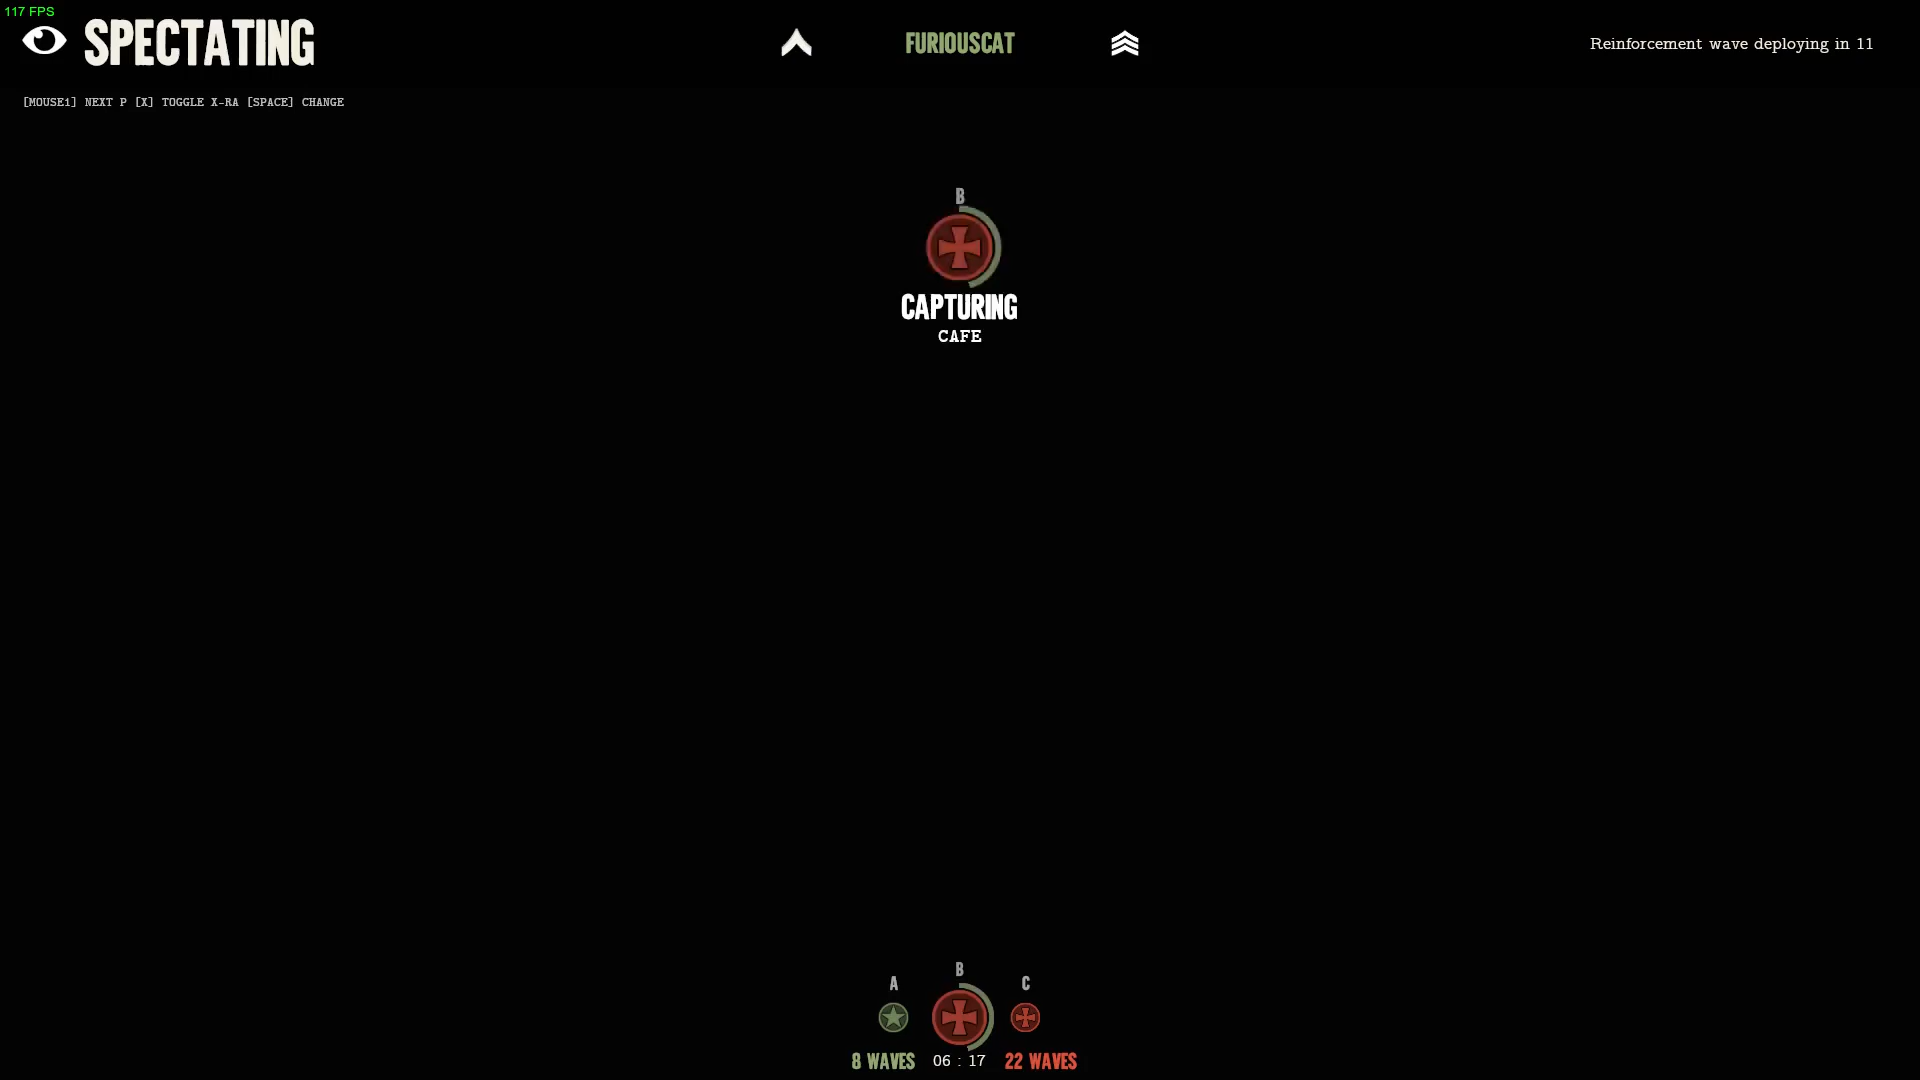 117 FPS
SPECTATING
FURIOUSCAT
Reinforcement wave deploying in 11
[MOUSE1] NEXT P [X] TOGGLE X-RA [SPACE] CHANGE
B
CAPTURING
CAFE
A
B
C
8 WAVES
06 : 17
22 WAVES